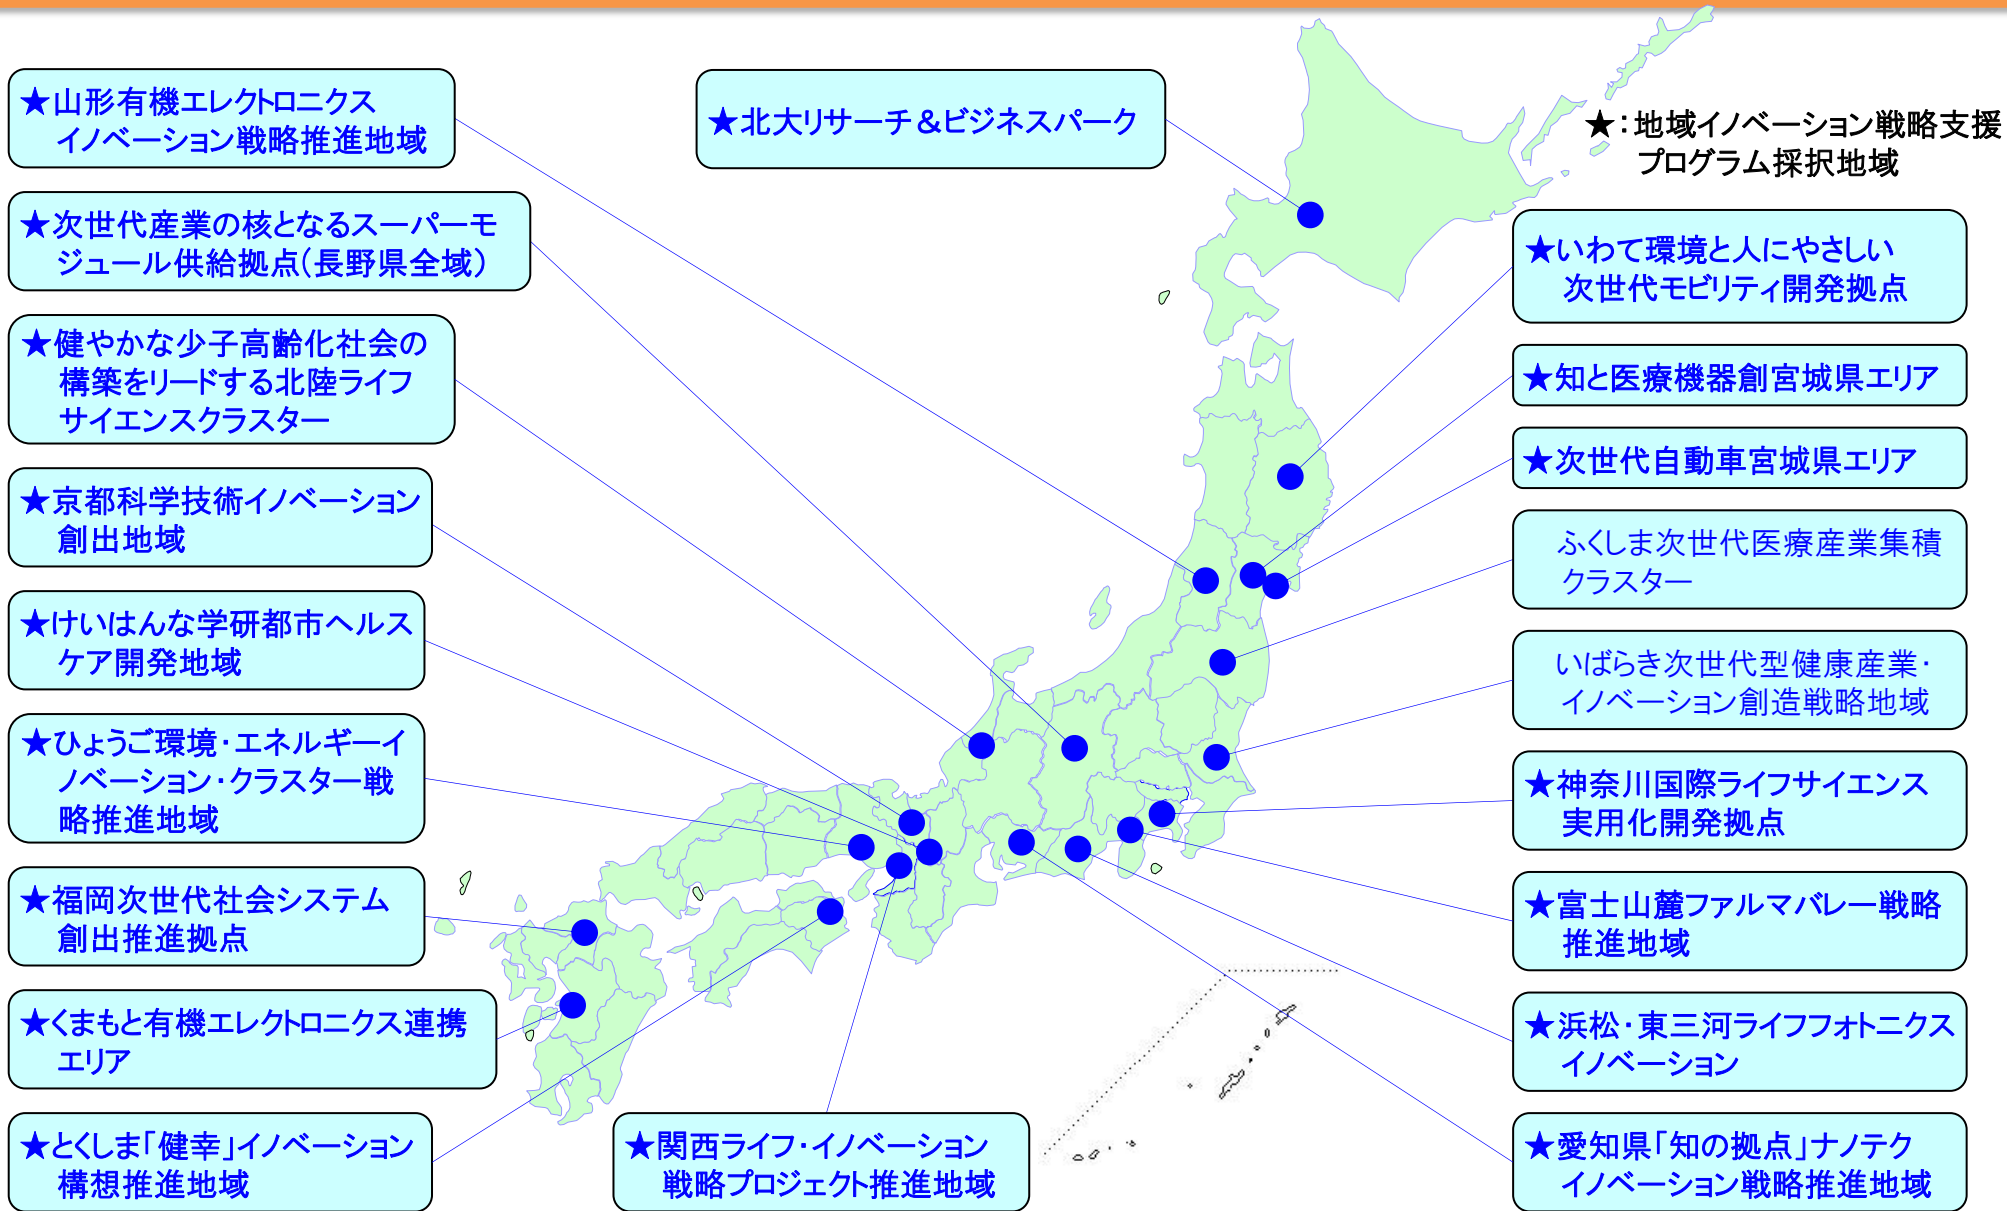 ★山形有機エレクトロニクス
イノベーション戦略推進地域
★次世代産業の核となるスーパーモ
ジュール供給拠点(長野県全域)
★健やかな少子高齢化社会の
構築をリードする北陸ライフ
サイエンスクラスター
★京都科学技術イノベーション
創出地域
★けいはんな学研都市ヘルス
ケア開発地域
★ひょうご環境・エネルギーイ
ノベーション・クラスター戦
略推進地域
★福岡次世代社会システム
創出推進拠点
★くまもと有機エレクトロニクス連携
エリア
★とくしま「健幸」イノベーション
構想推進地域
★北大リサーチ&ビジネスパーク
★関西ライフ・イノベーション
戦略プロジェクト推進地域
★:地域イノベーション戦略支援
プログラム採択地域
★いわて環境と人にやさしい
次世代モビリティ開発拠点
★知と医療機器創宮城県エリア
★次世代自動車宮城県エリア
ふくしま次世代医療産業集積
クラスター
いばらき次世代型健康産業・
イノベーション創造戦略地域
★神奈川国際ライフサイエンス
実用化開発拠点
★富士山麓ファルマバレー戦略
推進地域
★浜松・東三河ライフフォトニクス
イノベーション
★愛知県「知の拠点」ナノテク
イノベーション戦略推進地域